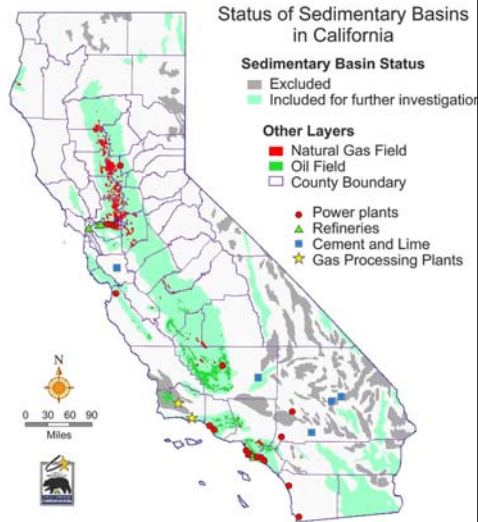 Status of Sedimentary Basins
in California
Sedimentary Basin Status
Excluded
Included for further investigation
Other Layers
Natural Gas Field
Oil Field
County Boundary
Power plants
Refineries
Cement and Lime
Gas Processing Plants
N
0 30 60 90
Miles